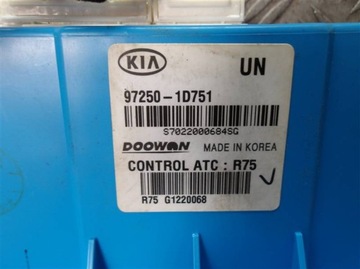 KIA UN
97250-1D751
S7022000684SG
DOOWON MADE IN KOREA
CONTROL ATC : R75
R75 G1220068